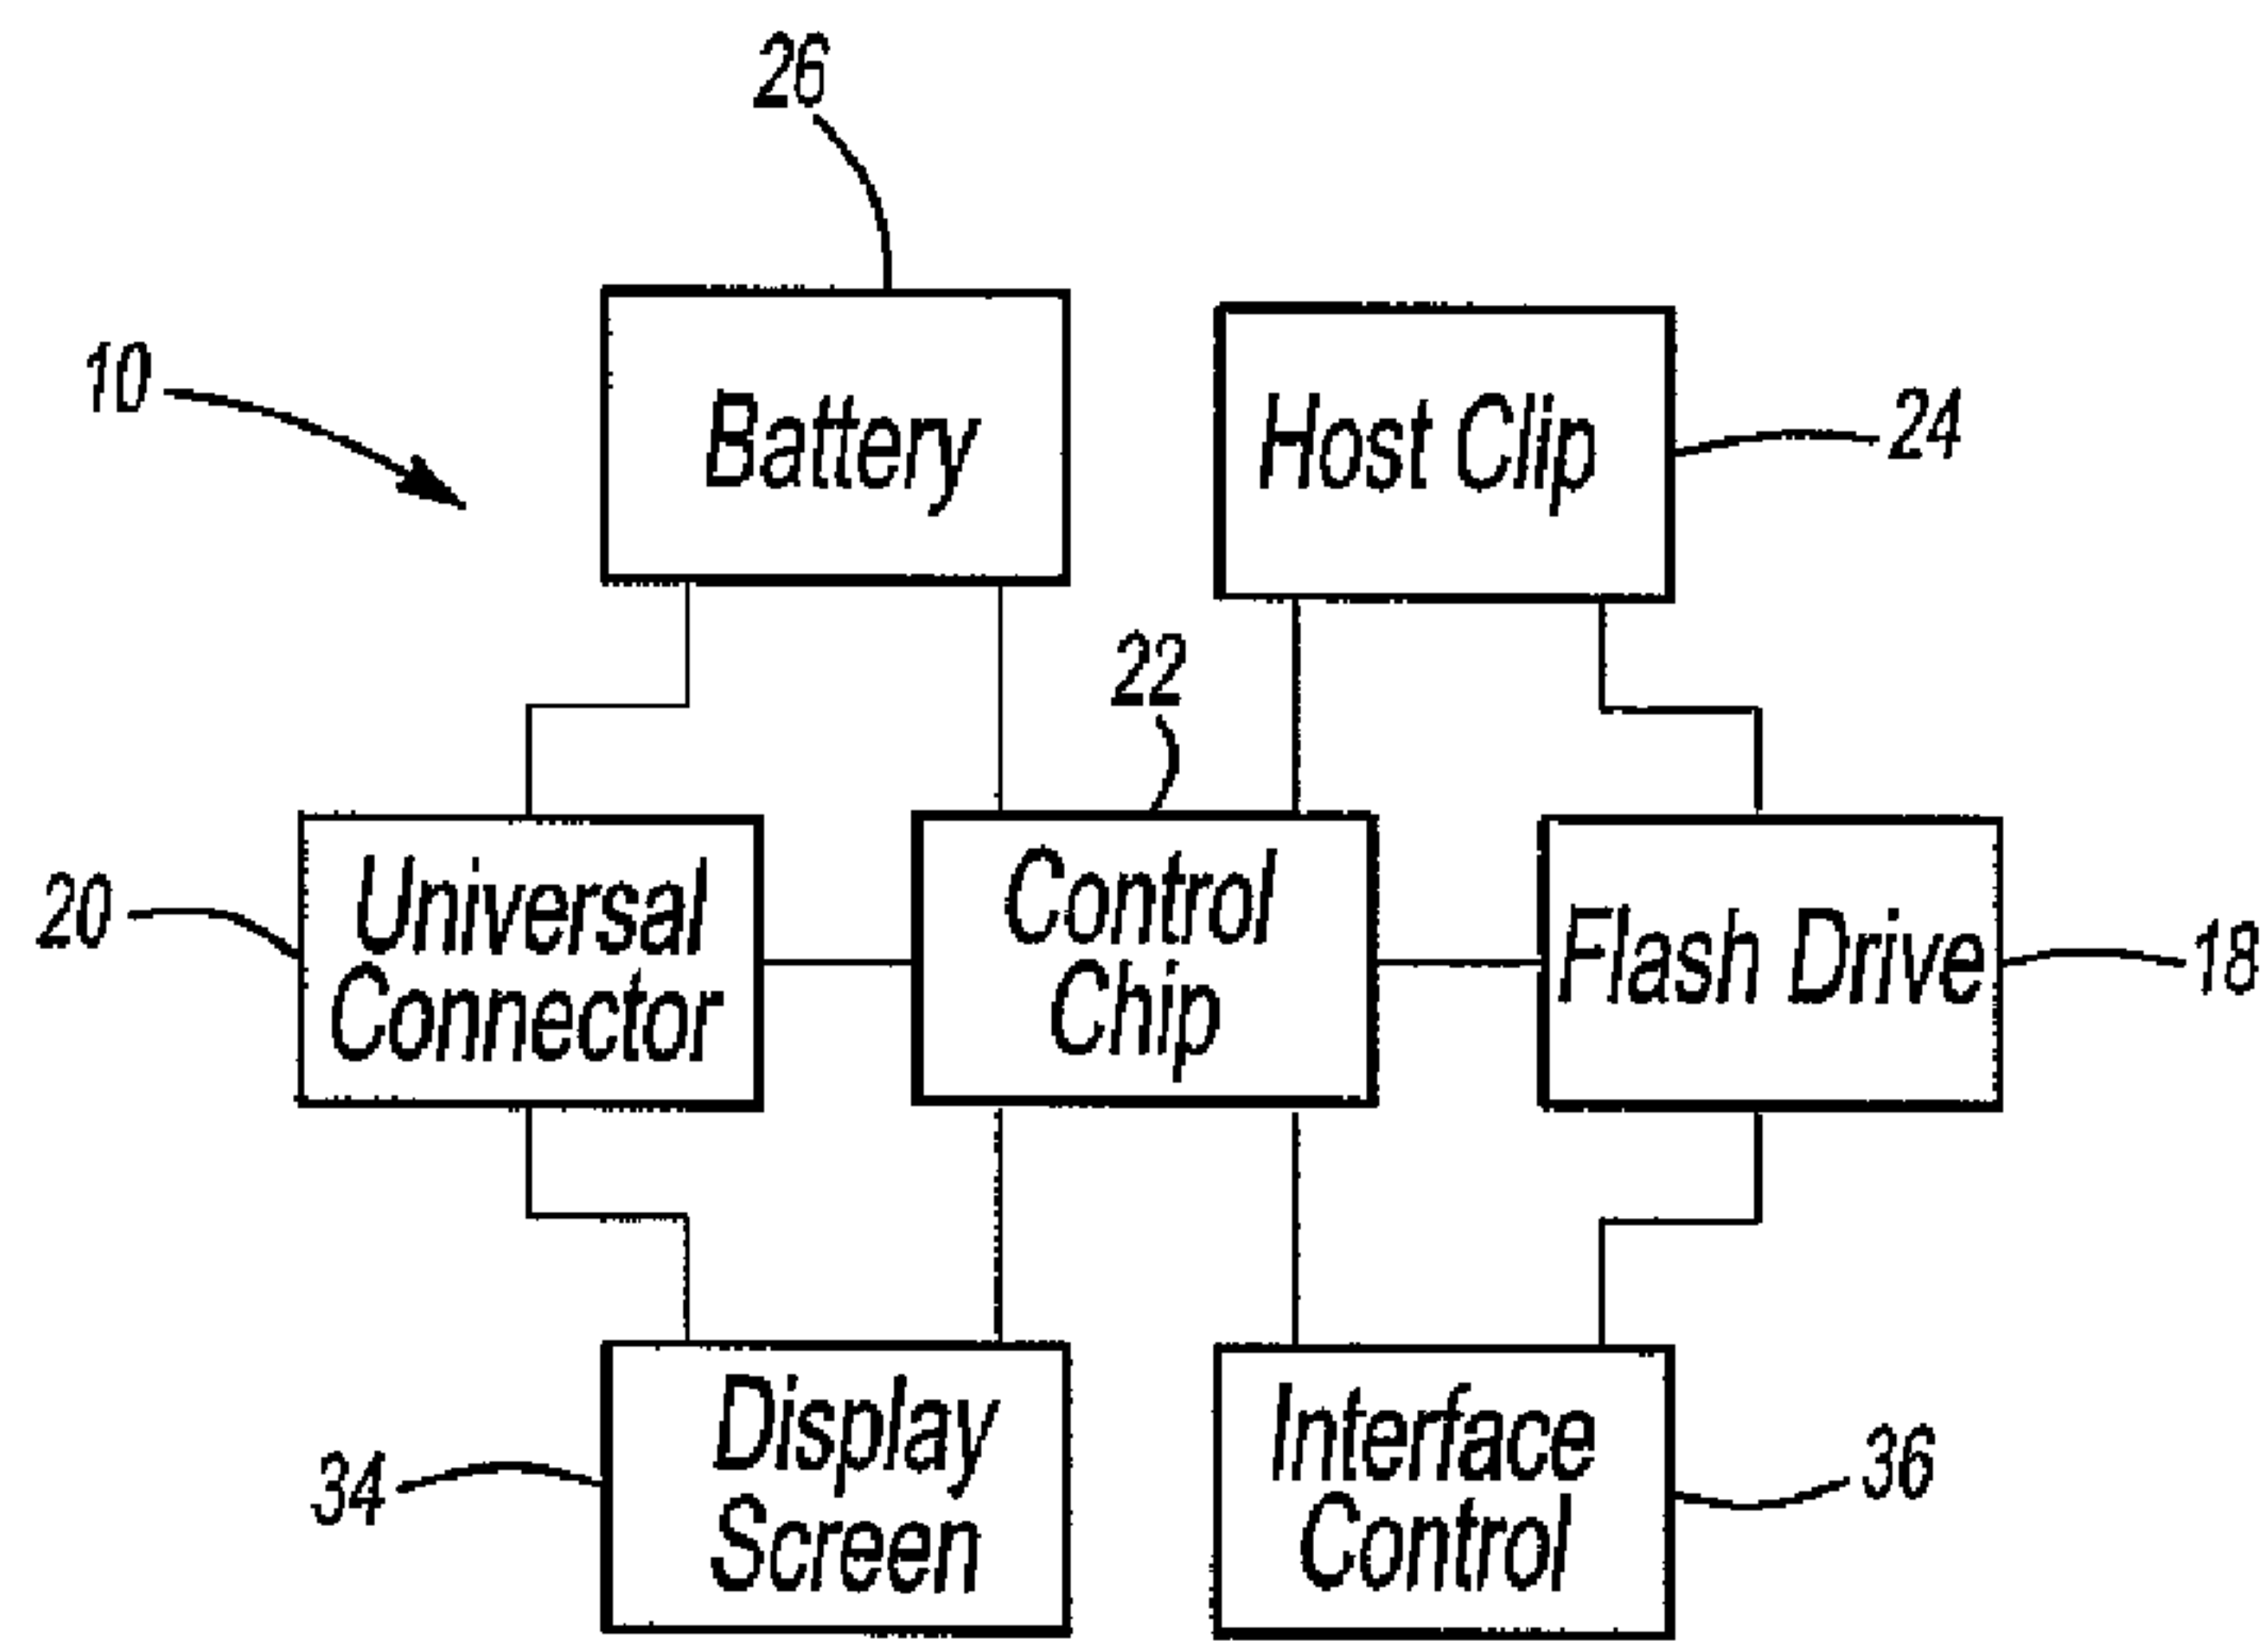 26
10
Battery
Host Clip
24
22
20
Universal
Connector
Control
Chip
Flash Drive
18
34
Display
Screen
Interface
Control
36